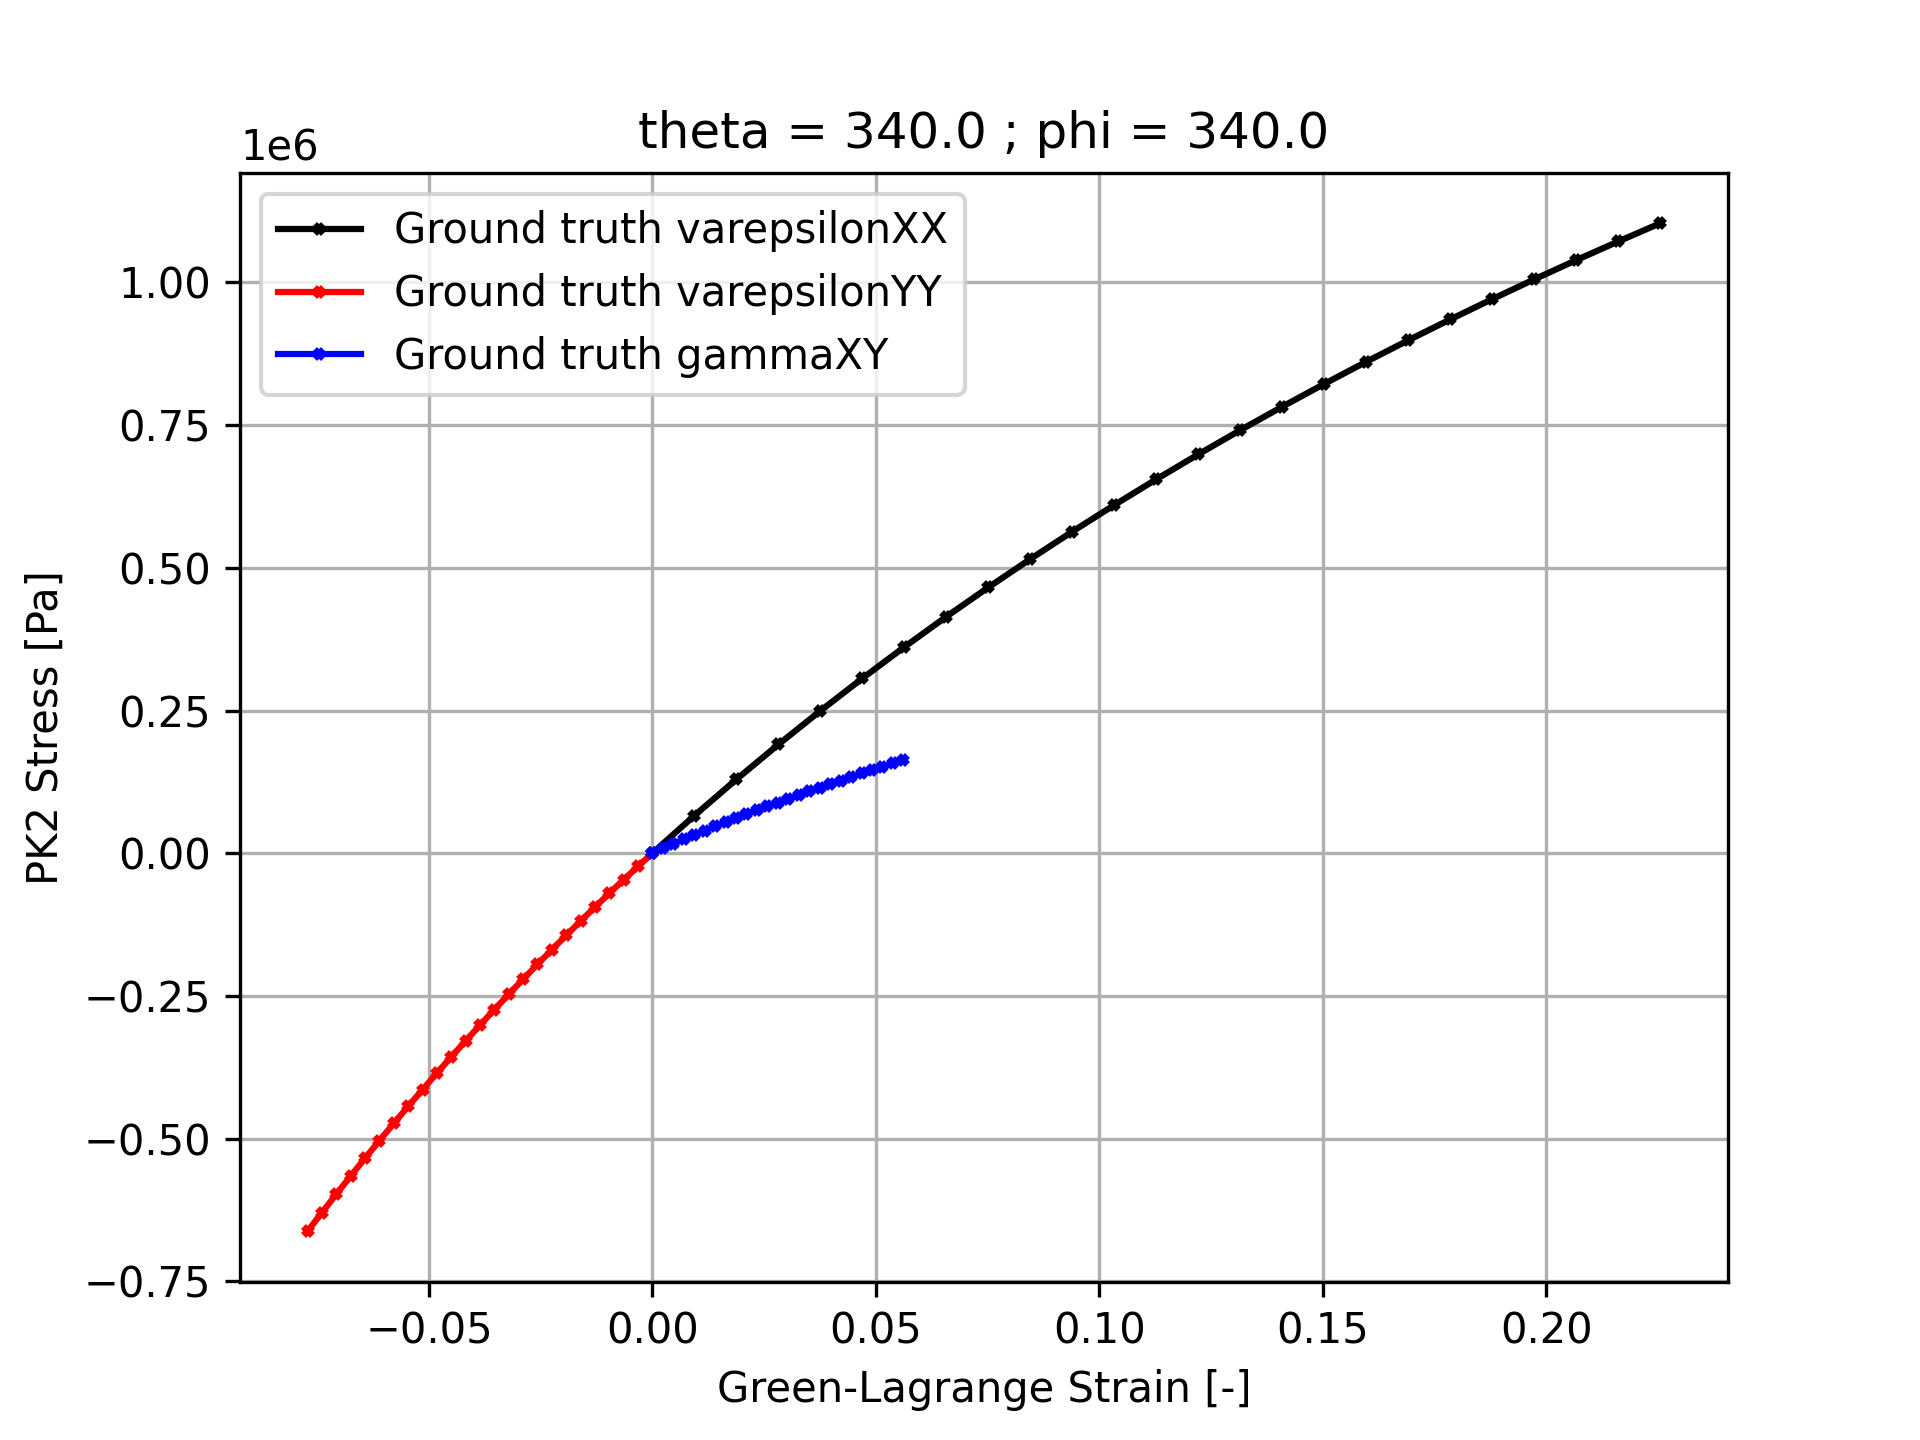 theta = 340.0 ; phi = 340.0
1e6
Ground truth varepsilonXX
Ground truth varepsilonYY
Ground truth gammaXY
1.00
0.75
0.50
0.25
0.00
−0.25
−0.50
−0.75
PK2 Stress [Pa]
−0.05 0.00 0.05 0.10 0.15 0.20
Green-Lagrange Strain [-]